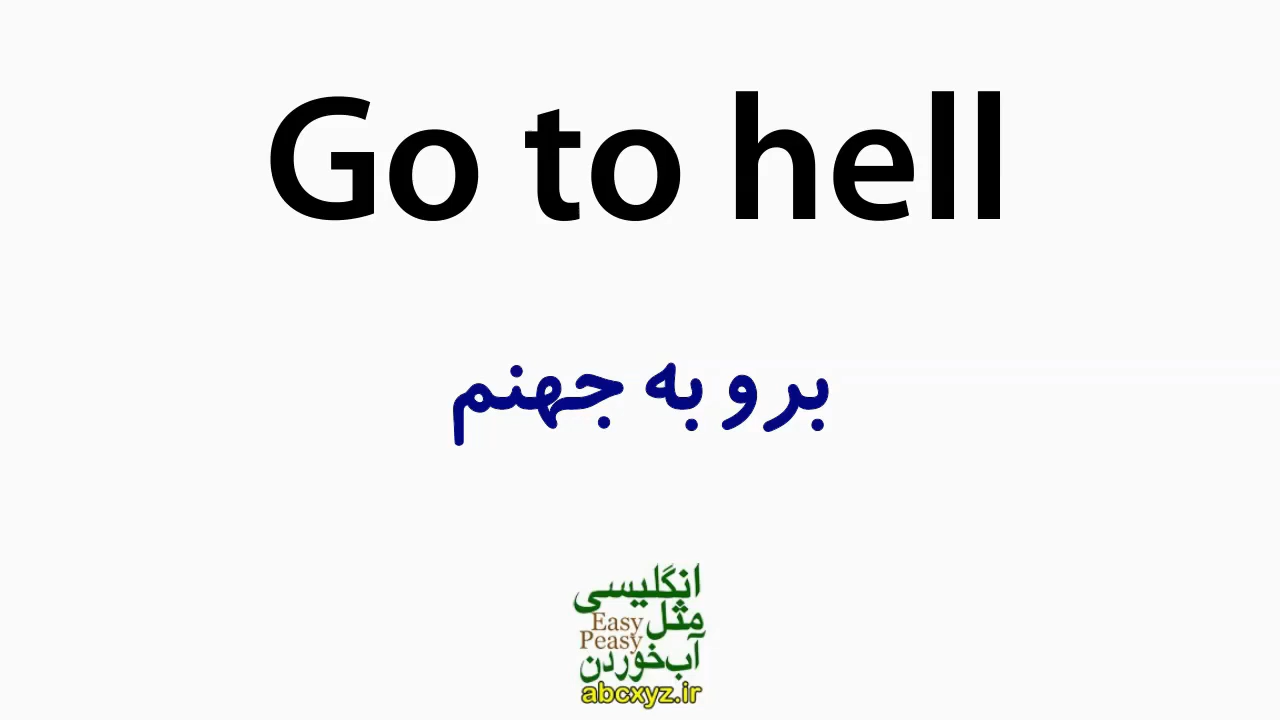 Go to hell
برو به جهنم
انگلیسی
مثل
Easy
Peasy
آب‌خوردن
abcxyz.ir